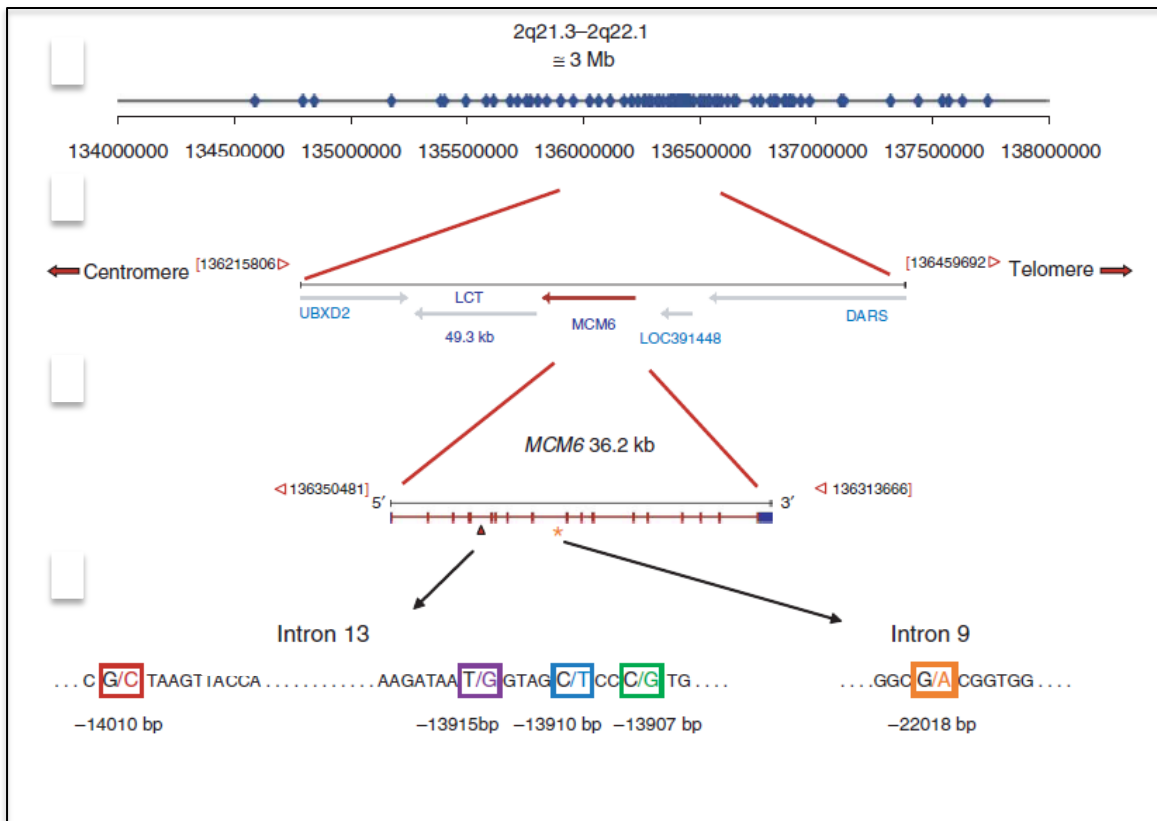 2q21.3–2q22.1
≅ 3 Mb
134000000 134500000 135000000 135500000 136000000 136500000 137000000 137500000 138000000
Centromere [136215806 [136459692 Telomere
LCT
UBXD2 MCM6 DARS
49.3 kb LOC391448
MCM6 36.2 kb
136350481] 5′ 3′ 136313666]
*
Intron 13 Intron 9
... C G/C TAAGTTACCA ............ AAGATAA T/G GTAG C/T CC C/G TG .... ....GGC G/A CGGTGG ....
–14010 bp –13915bp –13910 bp –13907 bp –22018 bp